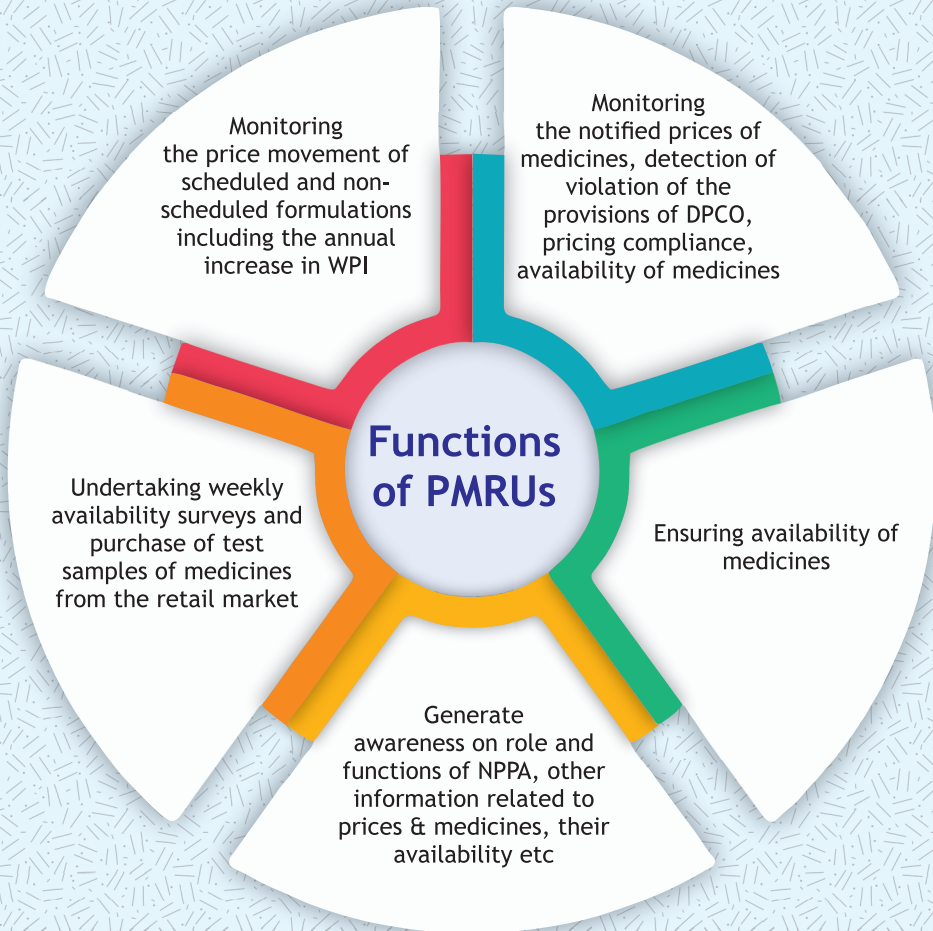 Functions
of PMRUs
Monitoring
the notified prices of
medicines, detection of
violation of the
provisions of DPCO,
pricing compliance,
availability of medicines
Ensuring availability of
medicines
Generate
awareness on role and
functions of NPPA, other
information related to
prices & medicines, their
availability etc
Undertaking weekly
availability surveys and
purchase of test
samples of medicines
from the retail market
Monitoring
the price movement of
scheduled and non-
scheduled formulations
including the annual
increase in WPI